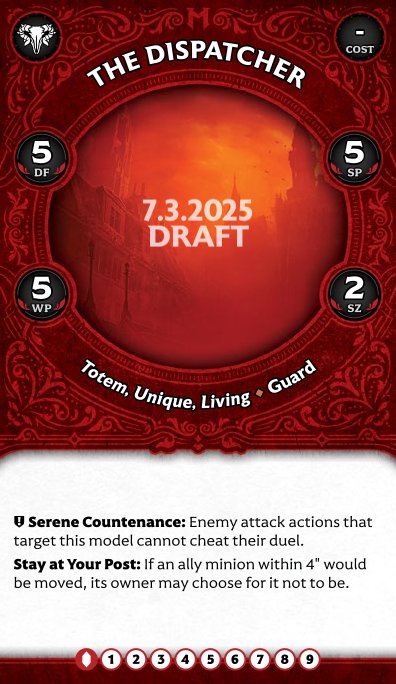 -
COST
THE DISPATCHER
5
DF
5
SP
7.3.2025
DRAFT
5
WP
2
SZ
Totem, Unique, Living ◆ Guard
Serene Countenance: Enemy attack actions that
target this model cannot cheat their duel.
Stay at Your Post: If an ally minion within 4" would
be moved, its owner may choose for it not to be.
1 2 3 4 5 6 7 8 9